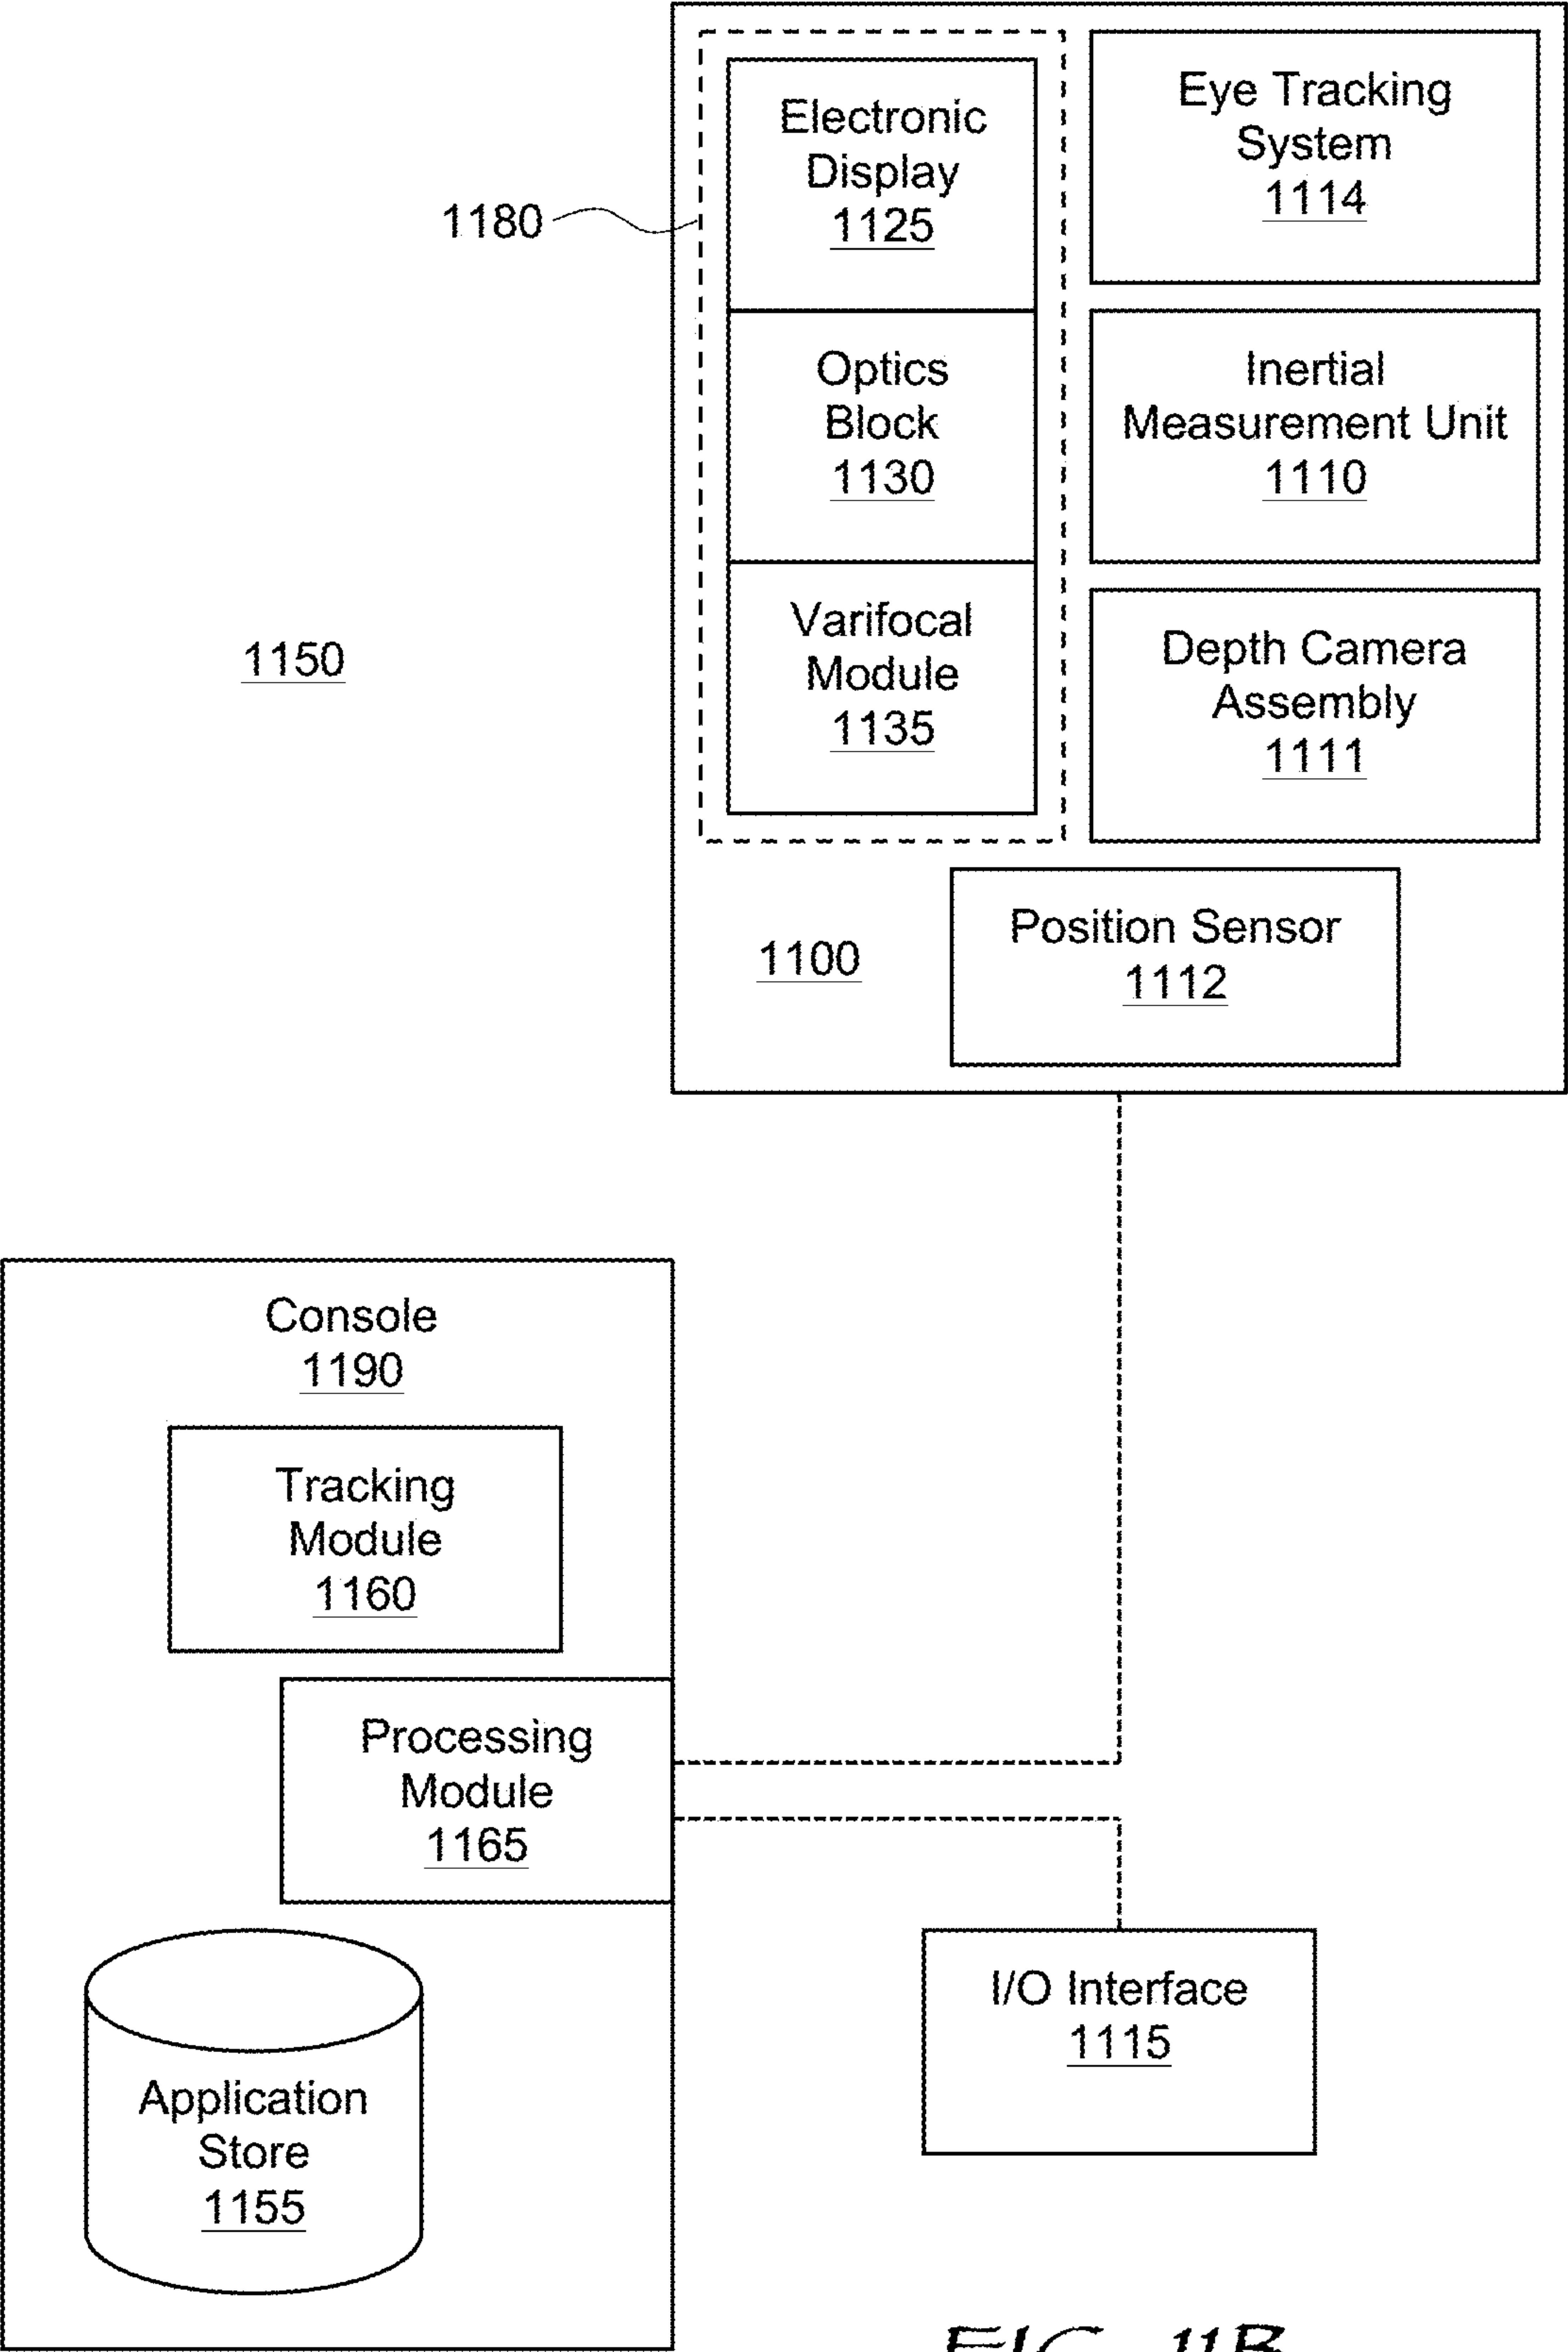 Electronic
Display
1125
Optics
Block
1130
Varifocal
Module
1135
1180
Eye Tracking
System
1114
Inertial
Measurement Unit
1110
Depth Camera
Assembly
1111
1150
1100
Position Sensor
1112
Console
1190
Tracking
Module
1160
Processing
Module
1165
Application
Store
1155
I/O Interface
1115
FIG. 11B